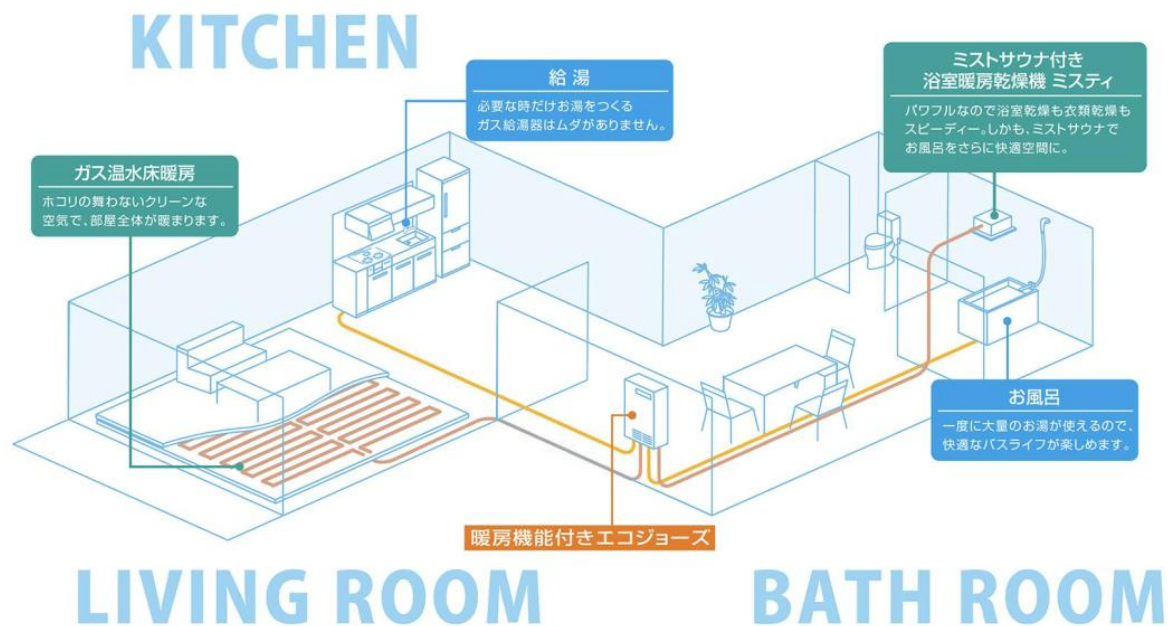 KITCHEN
給湯
必要な時だけお湯をつくる
ガス給湯器はムダがありません。
ミストサウナ付き
浴室暖房乾燥機 ミスティ
パワフルなので浴室乾燥も衣類乾燥も
スピーディー。しかも、ミストサウナで
お風呂をさらに快適空間に。
ガス温水床暖房
ホコリの舞わないクリーンな
空気で、部屋全体が暖まります。
お風呂
一度に大量のお湯が使えるので、
快適なバスライフが楽しめます。
暖房機能付きエコジョーズ
LIVING ROOM
BATH ROOM